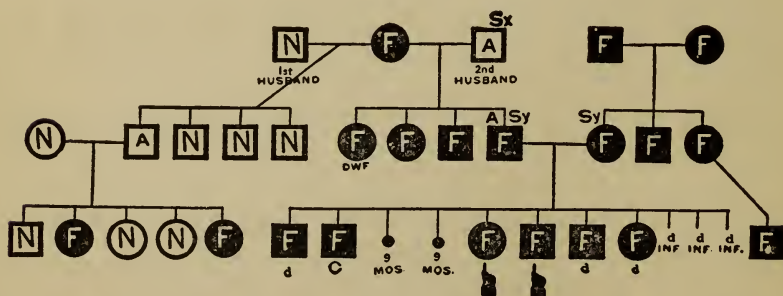 Sx
N F A F F
1st HUSBAND 2nd HUSBAND
A Sy Sy
N A N N N F F F F F F F
DWF
N F N N F F F F F F F F
d C 9 MOS. 9 MOS. d d d INF d INF. d INF.